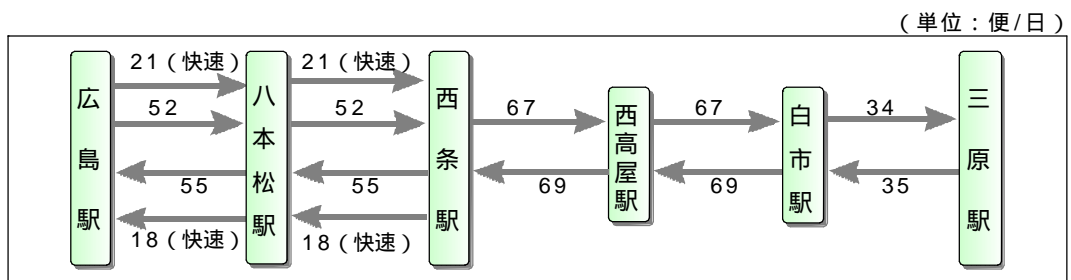 （単位：便/日）
21（快速） 21（快速）
52 52 67 67 34
広島駅 八本松駅 西条駅 西高屋駅 白市駅 三原駅
55 55 69 69 35
18（快速） 18（快速）